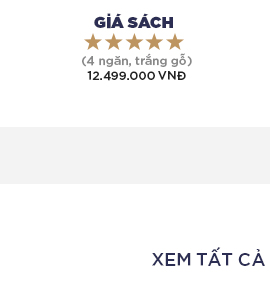 GIÁ SÁCH
(4 ngăn, trắng gỗ)
12.499.000 VNĐ
XEM TẤT CẢ